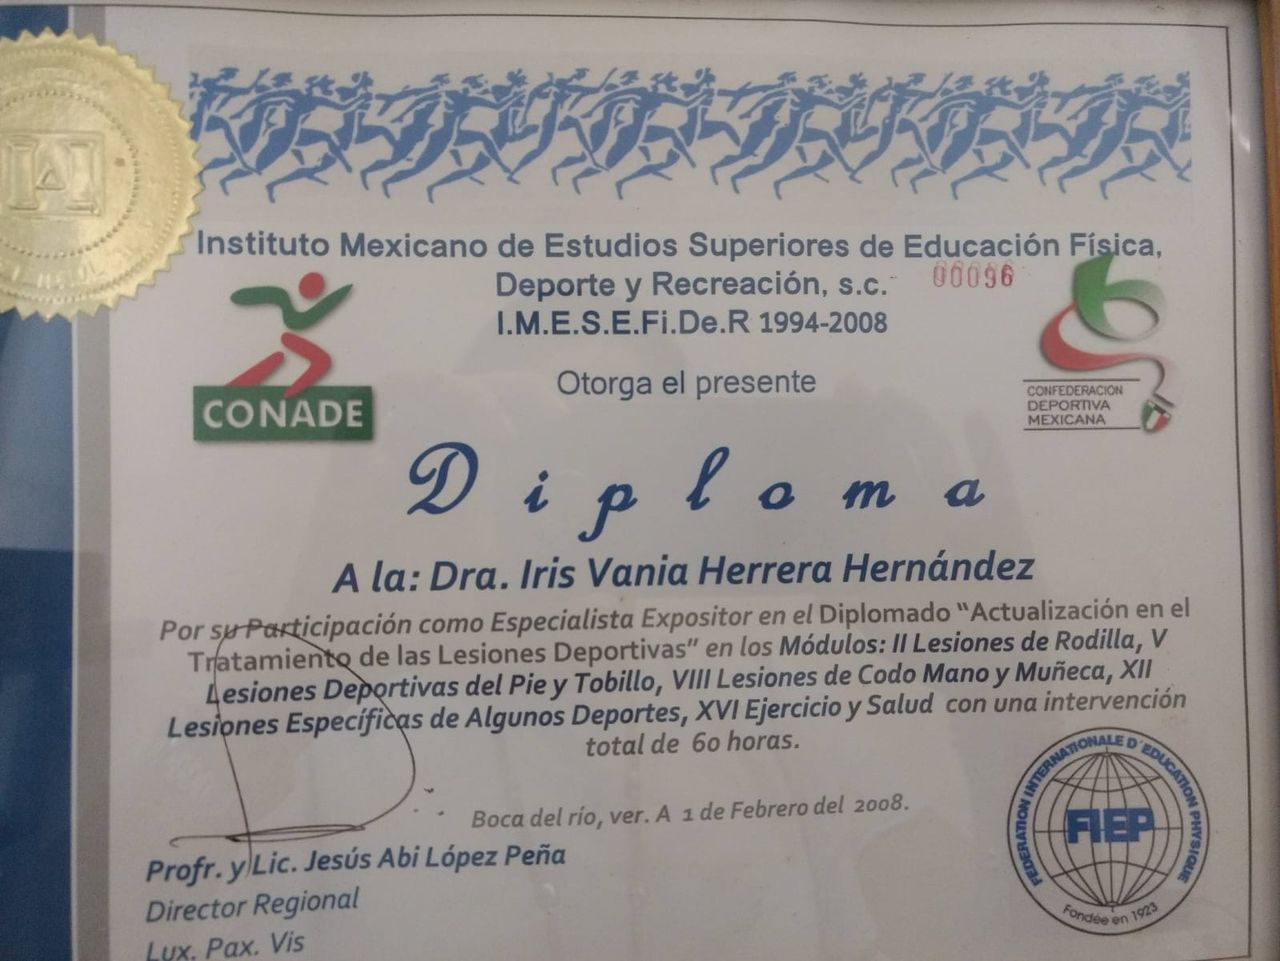 Instituto Mexicano de Estudios Superiores de Educación Física,
Deporte y Recreación, s.c.
00096
I.M.E.S.E.Fi.De.R 1994-2008
CONADE
CONFEDERACIÓN
DEPORTIVA
MEXICANA
Otorga el presente
Diploma
A la: Dra. Iris Vania Herrera Hernández
Por su Participación como Especialista Expositor en el Diplomado “Actualización en el
Tratamiento de las Lesiones Deportivas” en los Módulos: II Lesiones de Rodilla, V
Lesiones Deportivas del Pie y Tobillo, VIII Lesiones de Codo Mano y Muñeca, XII
Lesiones Específicas de Algunos Deportes, XVI Ejercicio y Salud con una intervención
total de 60 horas.
Boca del río, ver. A 1 de Febrero del 2008.
Profr. y Lic. Jesús Abi López Peña
Director Regional
Lux. Pax. Vis
FEDERATION INTERNATIONALE D´EDUCATION PHYSIQUE
FIEP
Fondée en 1923